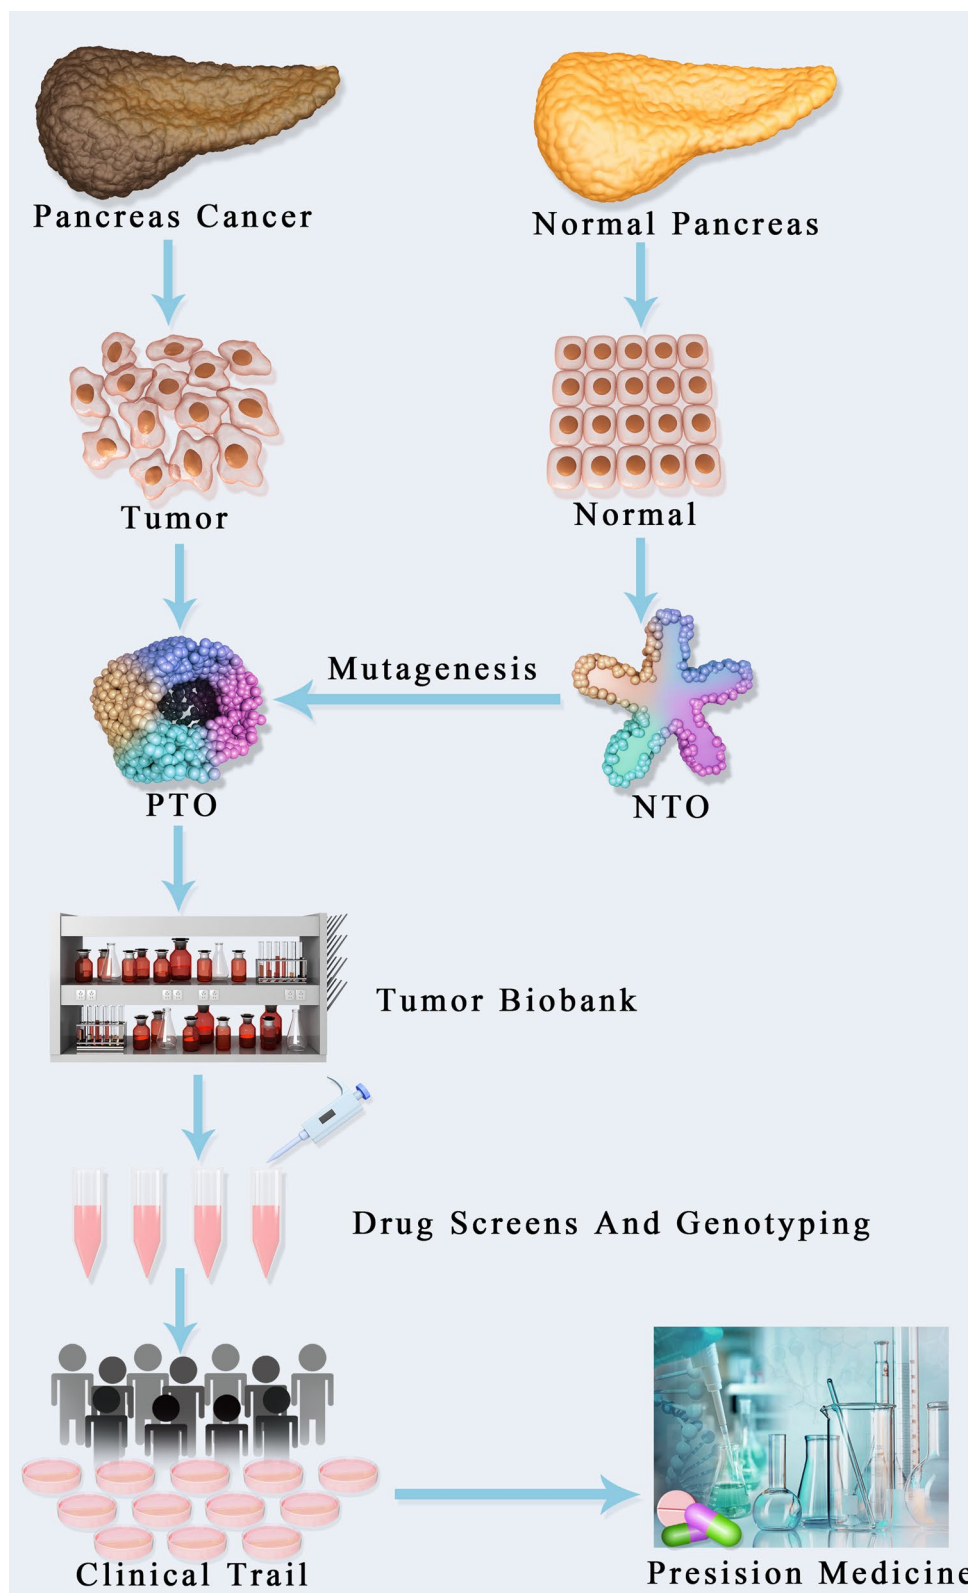 Pancreas Cancer
Normal Pancreas
Tumor
Normal
Mutagenesis
PTO
NTO
Tumor Biobank
Drug Screens And Genotyping
Clinical Trail
Presision Medicine